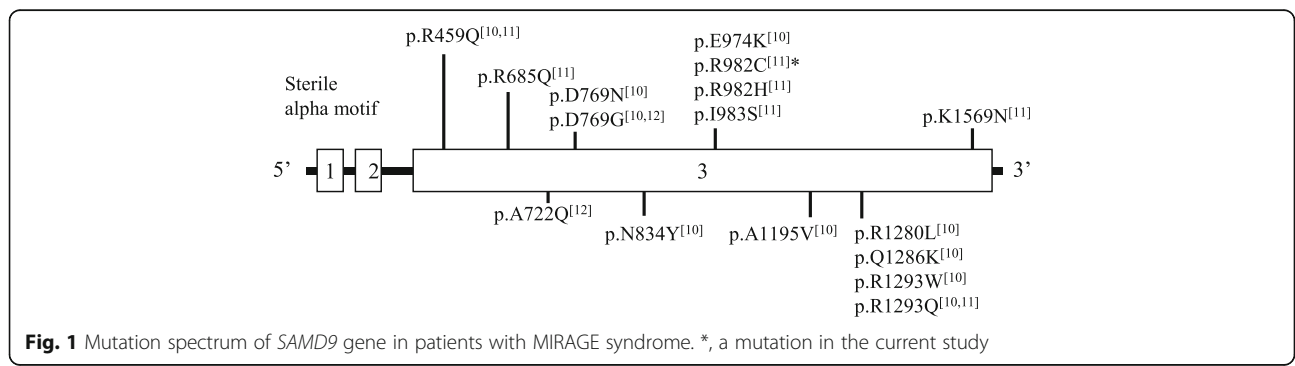 p.R459Q[10,11]
p.R685Q[11]
Sterile
alpha motif
p.D769N[10]
p.D769G[10,12]
p.E974K[10]
p.R982C[11]*
p.R982H[11]
p.I983S[11]
p.K1569N[11]
5’ 1 2 3 3’
p.A722Q[12]
p.N834Y[10]
p.A1195V[10]
p.R1280L[10]
p.Q1286K[10]
p.R1293W[10]
p.R1293Q[10,11]
Fig. 1 Mutation spectrum of SAMD9 gene in patients with MIRAGE syndrome. *, a mutation in the current study